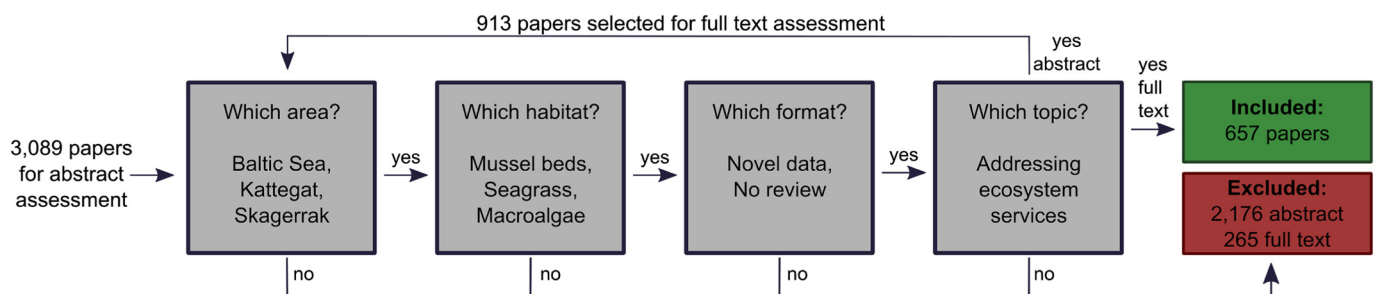 913 papers selected for full text assessment
yes
abstract
yes
full
text
3,089 papers
for abstract
assessment
Which area?
Baltic Sea,
Kattegat,
Skagerrak
yes
Which habitat?
Mussel beds,
Seagrass,
Macroalgae
yes
Which format?
Novel data,
No review
yes
Which topic?
Addressing
ecosystem
services
Included:
657 papers
Excluded:
2,176 abstract
265 full text
no
no
no
no